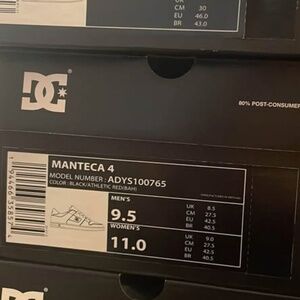 CM 30
EU 46.0
BR 43.0
DC
80% POST-CONSUMER
MANTECA 4
MODEL NUMBER: ADYS100765
COLOR: BLACK/ATHLETIC RED(BAH)
MEN'S
9.5
UK 8.5
CM 27.5
EU 42.5
BR 40.5
WOMEN'S
11.0
UK 9.0
CM 27.5
EU 42.5
BR 40.5